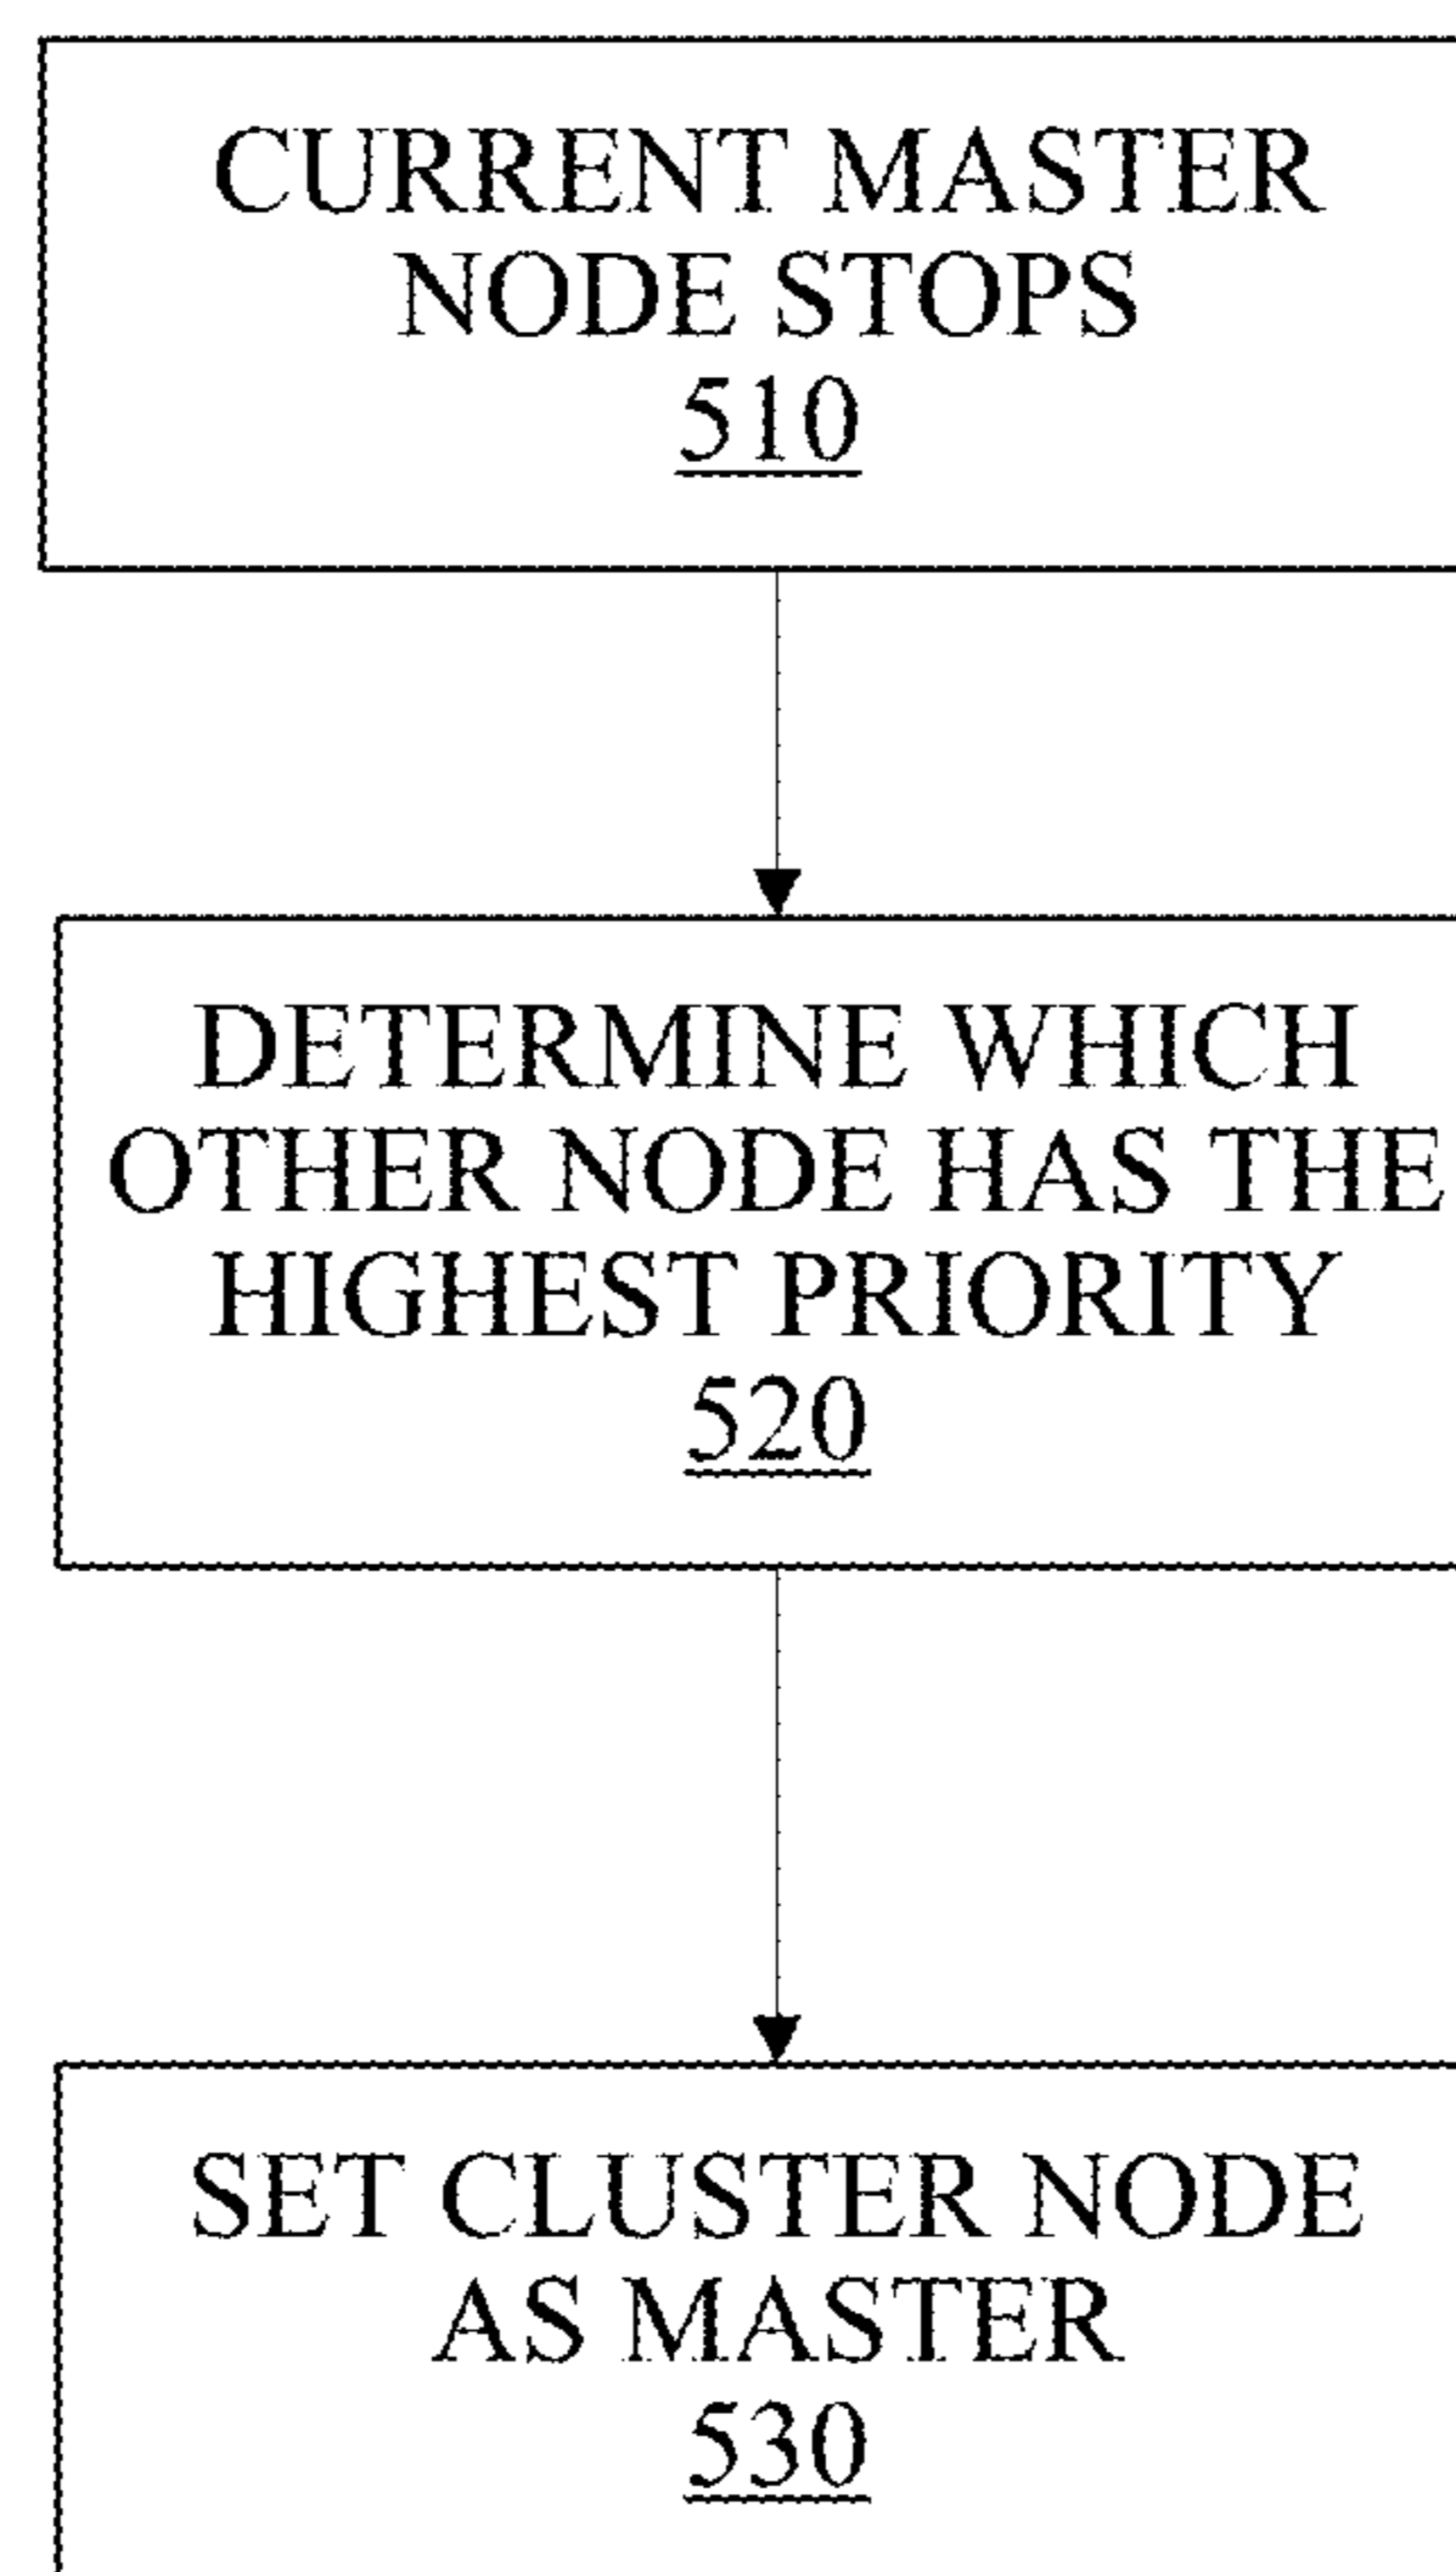 CURRENT MASTER
NODE STOPS
510
DETERMINE WHICH
OTHER NODE HAS THE
HIGHEST PRIORITY
520
SET CLUSTER NODE
AS MASTER
530